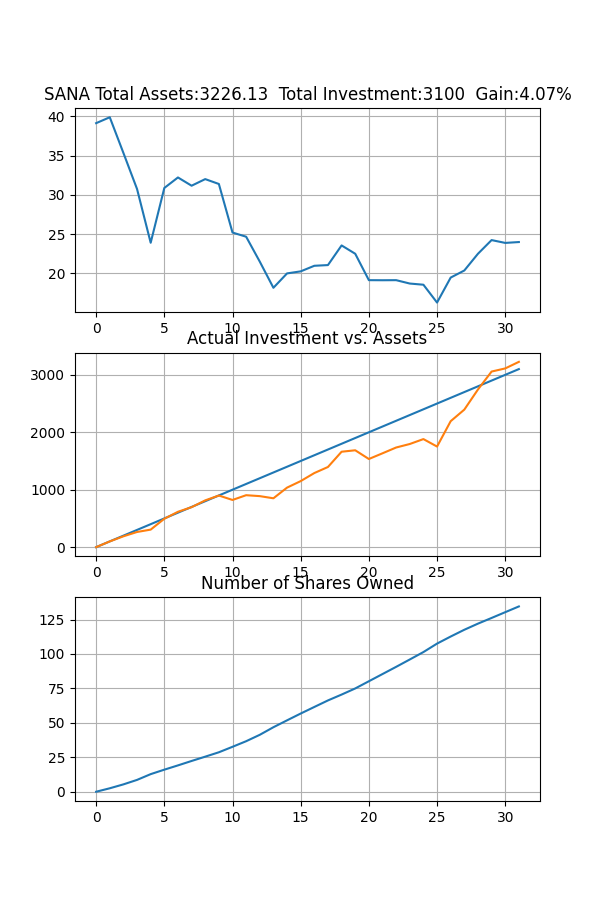 SANA Total Assets:3226.13  Total Investment:3100  Gain:4.07%
40
35
30
25
20
0 5 10 15 20 25 30
Actual Investment vs. Assets
3000
2000
1000
0
0 5 10 15 20 25 30
Number of Shares Owned
125
100
75
50
25
0
0 5 10 15 20 25 30